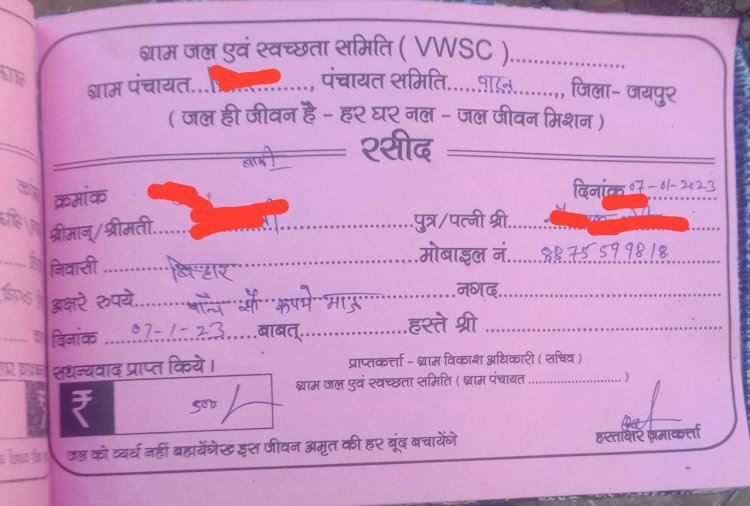 ग्राम जल एवं स्वच्छता समिति ( VWSC )....................
ग्राम पंचायत.................., पंचायत समिति.................,, जिला- जयपुर
( जल ही जीवन है - हर घर नल - जल जीवन मिशन )
रसीद
बाकी
क्रमांक दिनांक 07-01-2023
श्रीमान्/श्रीमती............................ पुत्र/पत्नी श्री
निवासी............................ मोबाइल नं. 8875599818
अक्षरे रुपये.... पाँच सौ रूपये मात्र नगद
दिनांक 07-1-23 बाबत् हस्ते श्री
सधन्यवाद प्राप्त किये।
प्राप्तकर्ता - ग्राम विकाश अधिकारी ( सचिव )
ग्राम जल एवं स्वच्छता समिति ( ग्राम पंचायत ........................ )
₹ 500/-
हस्ताक्षर जमाकर्त्ता
जल को व्यर्थ नहीं बहायेंगेख इस जीवन अमृत की हर बूंद बचायेंगे